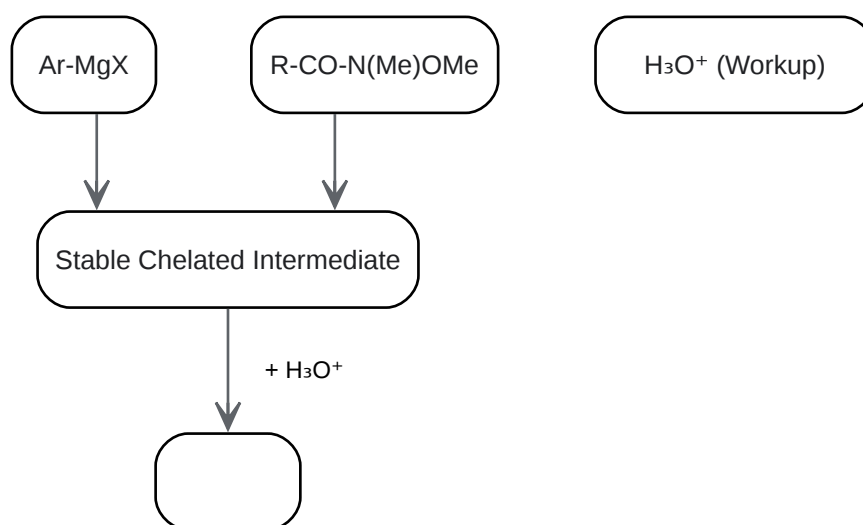 Ar-MgX
R-CO-N(Me)OMe
H₃O⁺ (Workup)
Stable Chelated Intermediate
+ H₃O⁺